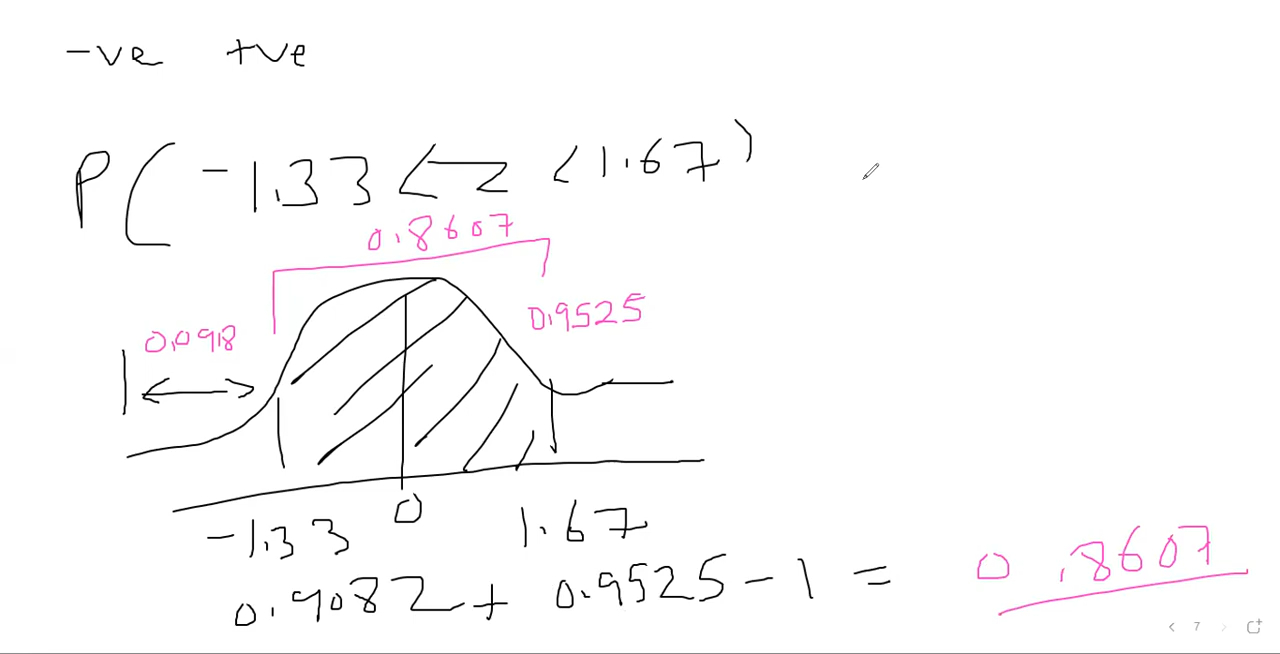 -ve +ve
P( -1.33 < Z < 1.67 )
0.8607
0.0918
0.9525
0
-1.33
1.67
0.9082 + 0.9525 - 1 = 0.8607
7